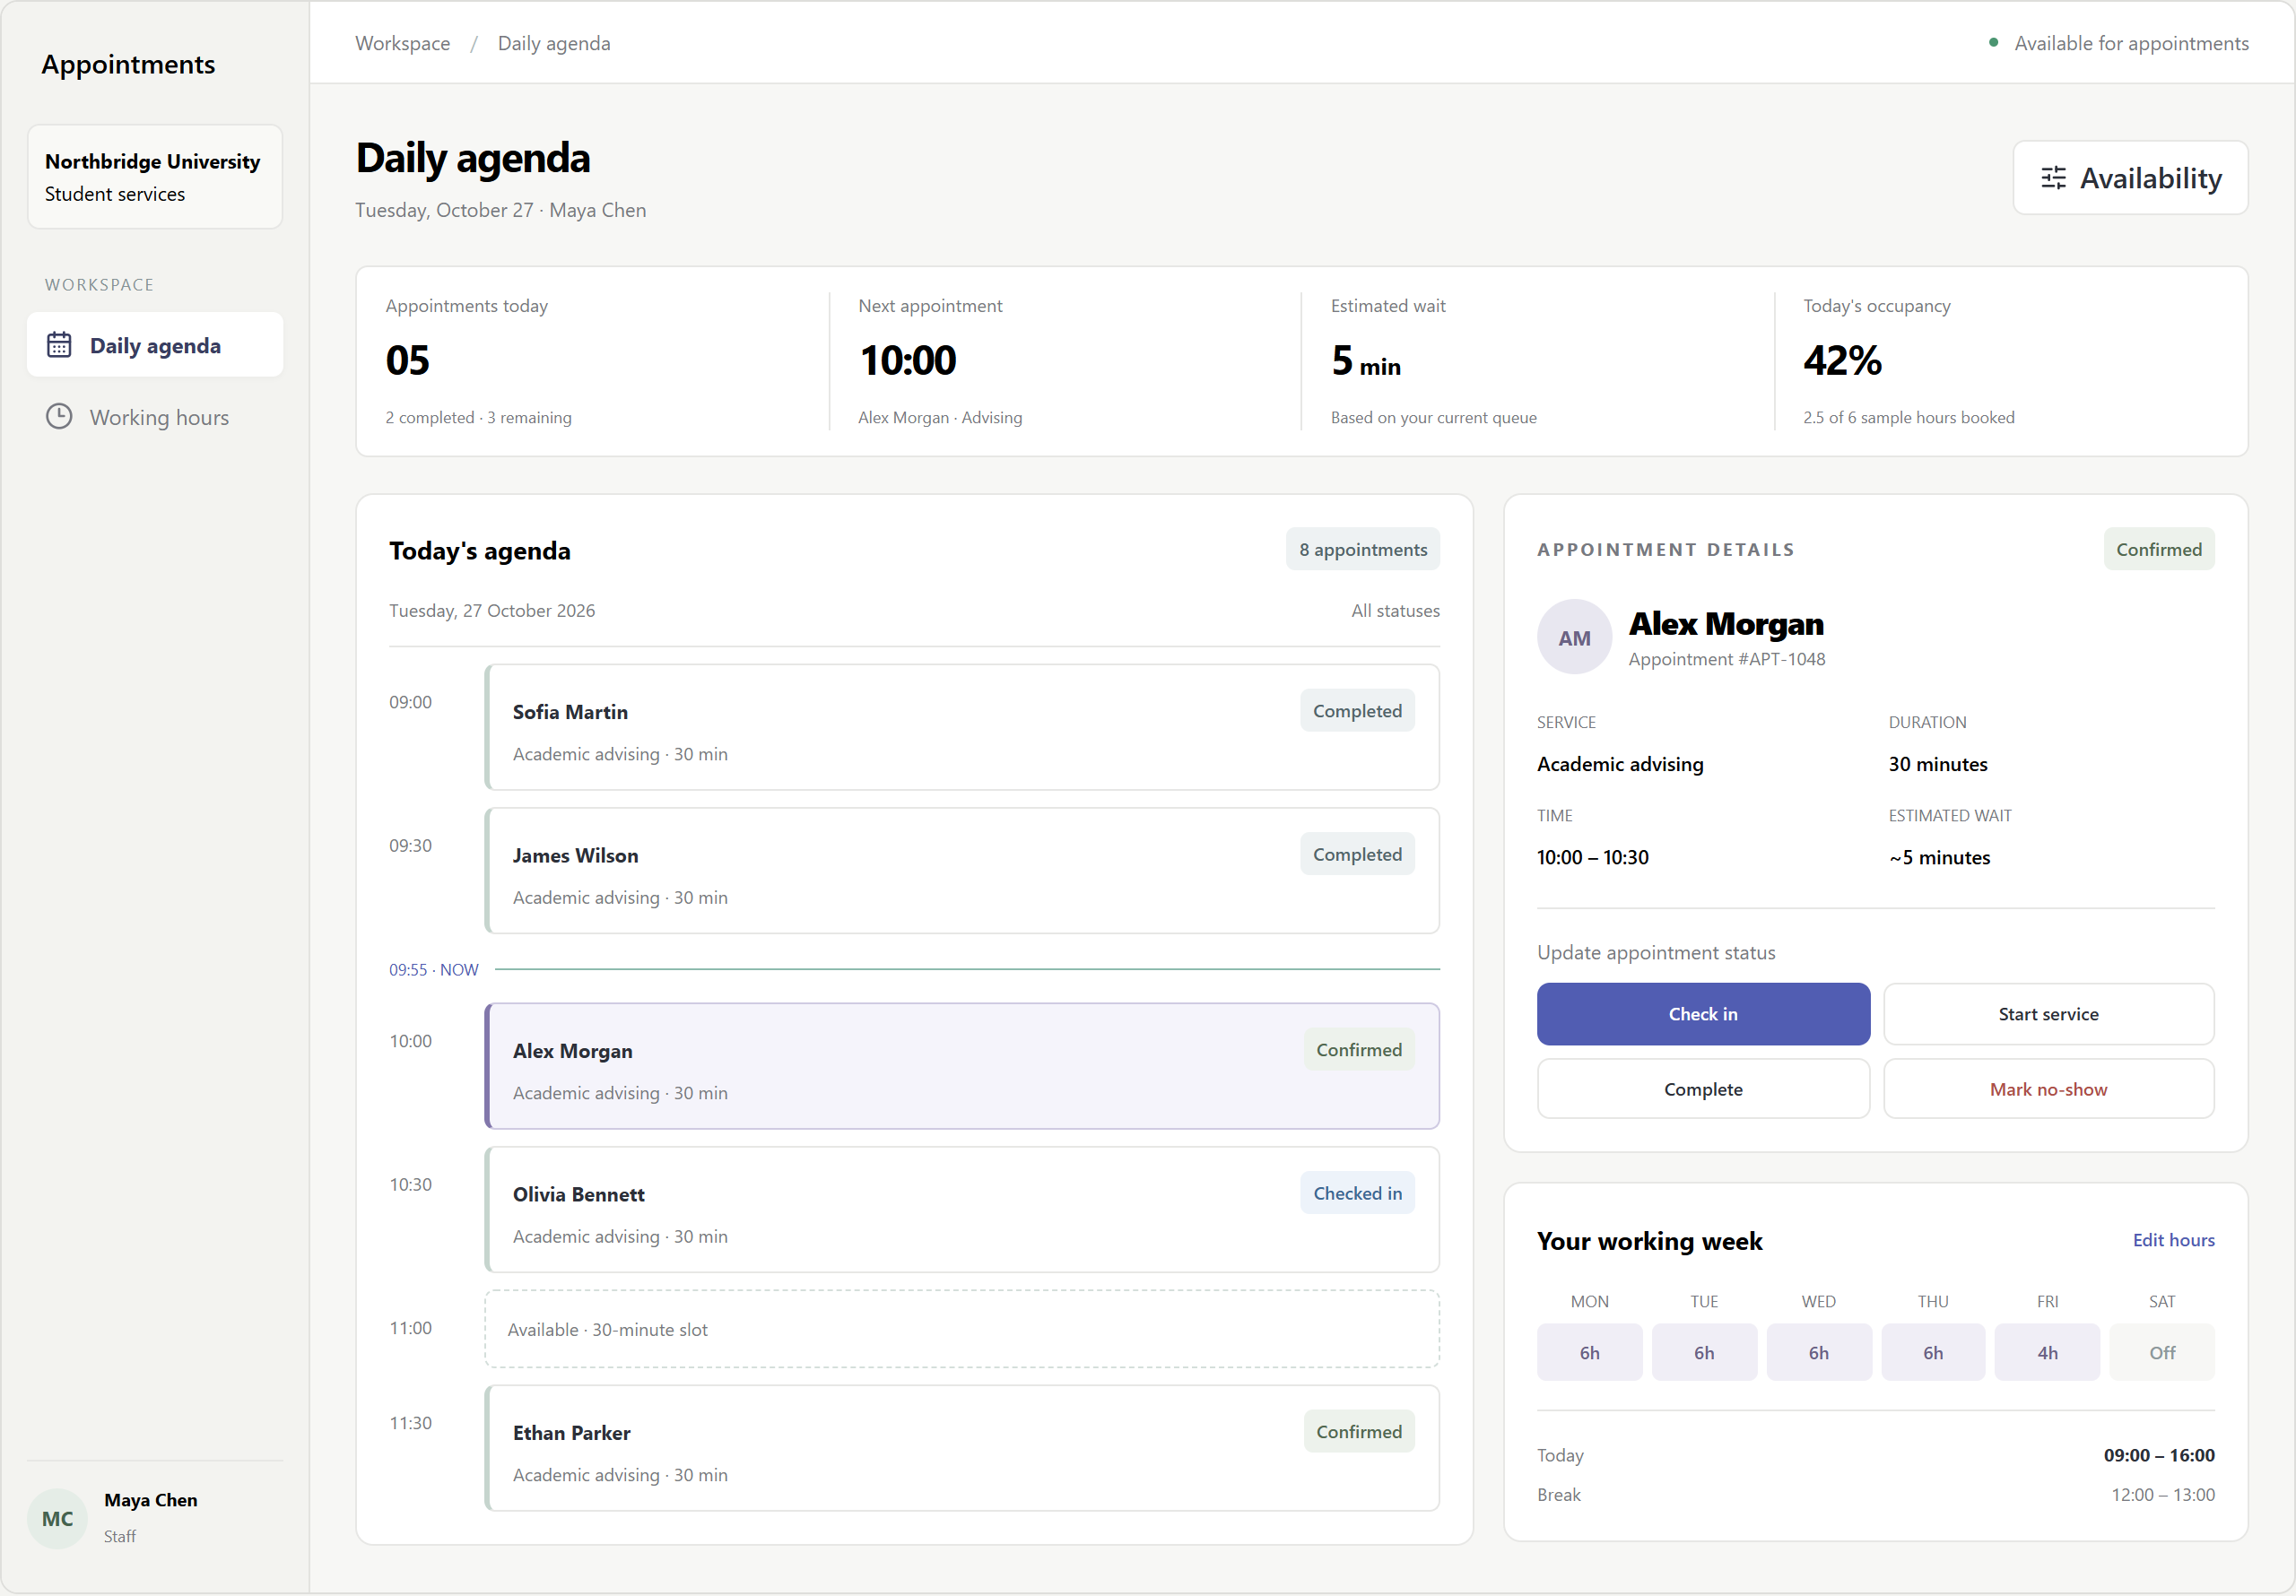 Appointments
Northbridge University
Student services
WORKSPACE
Daily agenda
Working hours
MC
Maya Chen
Staff
Workspace / Daily agenda
Available for appointments
Daily agenda
Tuesday, October 27 · Maya Chen
Availability
Appointments today
05
2 completed · 3 remaining
Next appointment
10:00
Alex Morgan · Advising
Estimated wait
5 min
Based on your current queue
Today's occupancy
42%
2.5 of 6 sample hours booked
Today's agenda
8 appointments
Tuesday, 27 October 2026
All statuses
09:00
Sofia Martin
Completed
Academic advising · 30 min
09:30
James Wilson
Completed
Academic advising · 30 min
09:55 · NOW
10:00
Alex Morgan
Confirmed
Academic advising · 30 min
10:30
Olivia Bennett
Checked in
Academic advising · 30 min
11:00
Available · 30-minute slot
11:30
Ethan Parker
Confirmed
Academic advising · 30 min
APPOINTMENT DETAILS
Confirmed
AM
Alex Morgan
Appointment #APT-1048
SERVICE
Academic advising
DURATION
30 minutes
TIME
10:00 – 10:30
ESTIMATED WAIT
~5 minutes
Update appointment status
Check in
Start service
Complete
Mark no-show
Your working week
Edit hours
MON TUE WED THU FRI SAT
6h 6h 6h 6h 4h Off
Today 09:00 – 16:00
Break 12:00 – 13:00